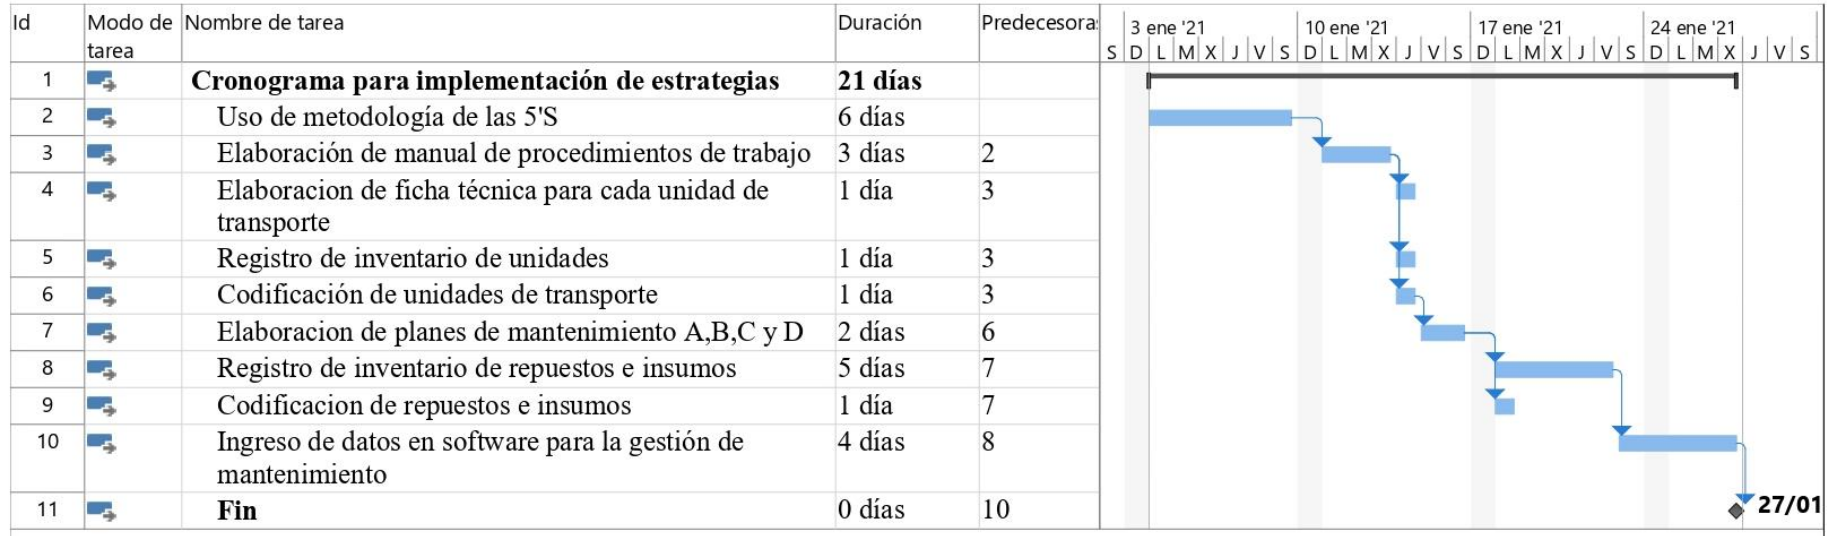 Id Modo de Nombre de tarea Duración Predecesora 3 ene '21 10 ene '21 17 ene '21 24 ene '21
tarea S D L M X J V S D L M X J V S D L M X J V S D L M X J V S
1 Cronograma para implementación de estrategias 21 días
2 Uso de metodología de las 5'S 6 días
3 Elaboración de manual de procedimientos de trabajo 3 días 2
4 Elaboracion de ficha técnica para cada unidad de 1 día 3
transporte
5 Registro de inventario de unidades 1 día 3
6 Codificación de unidades de transporte 1 día 3
7 Elaboracion de planes de mantenimiento A,B,C y D 2 días 6
8 Registro de inventario de repuestos e insumos 5 días 7
9 Codificacion de repuestos e insumos 1 día 7
10 Ingreso de datos en software para la gestión de 4 días 8
mantenimiento
11 Fin 0 días 10 27/01